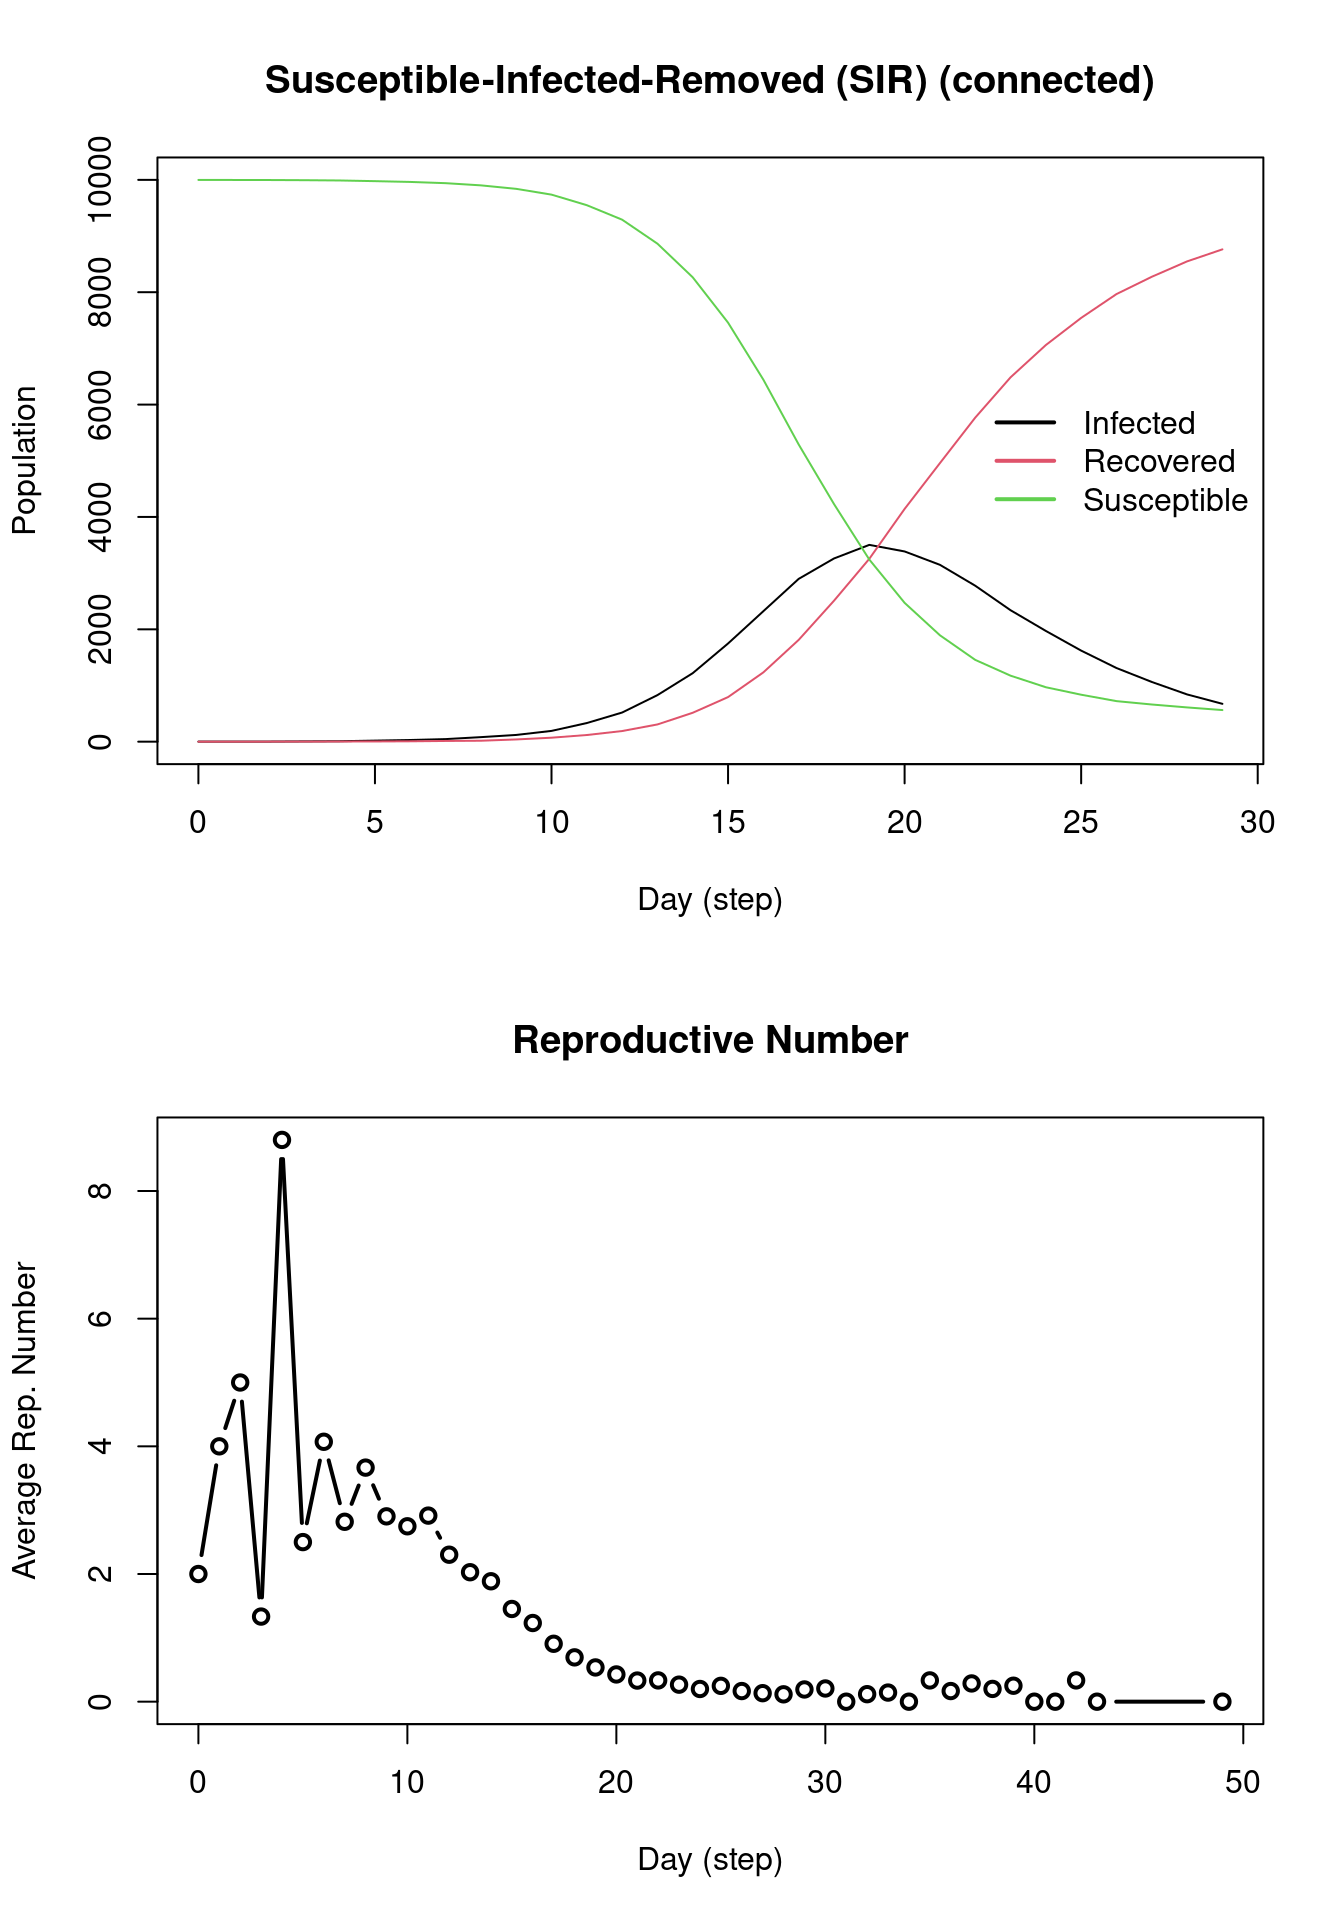 Susceptible-Infected-Removed (SIR) (connected)
10000
8000
6000
4000
2000
0
Population
Infected
Recovered
Susceptible
0 5 10 15 20 25 30
Day (step)
Reproductive Number
8
6
4
2
0
Average Rep. Number
0 10 20 30 40 50
Day (step)